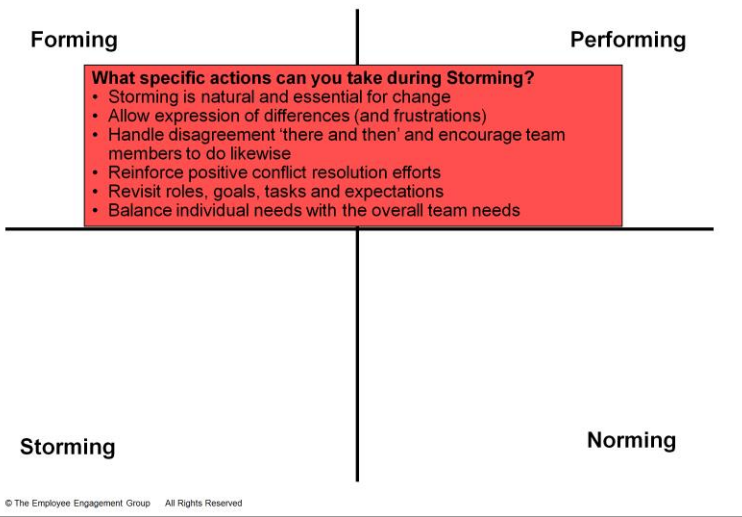 Forming
Performing
What specific actions can you take during Storming?
• Storming is natural and essential for change
• Allow expression of differences (and frustrations)
• Handle disagreement ‘there and then’ and encourage team
members to do likewise
• Reinforce positive conflict resolution efforts
• Revisit roles, goals, tasks and expectations
• Balance individual needs with the overall team needs
Storming
Norming
© The Employee Engagement Group All Rights Reserved